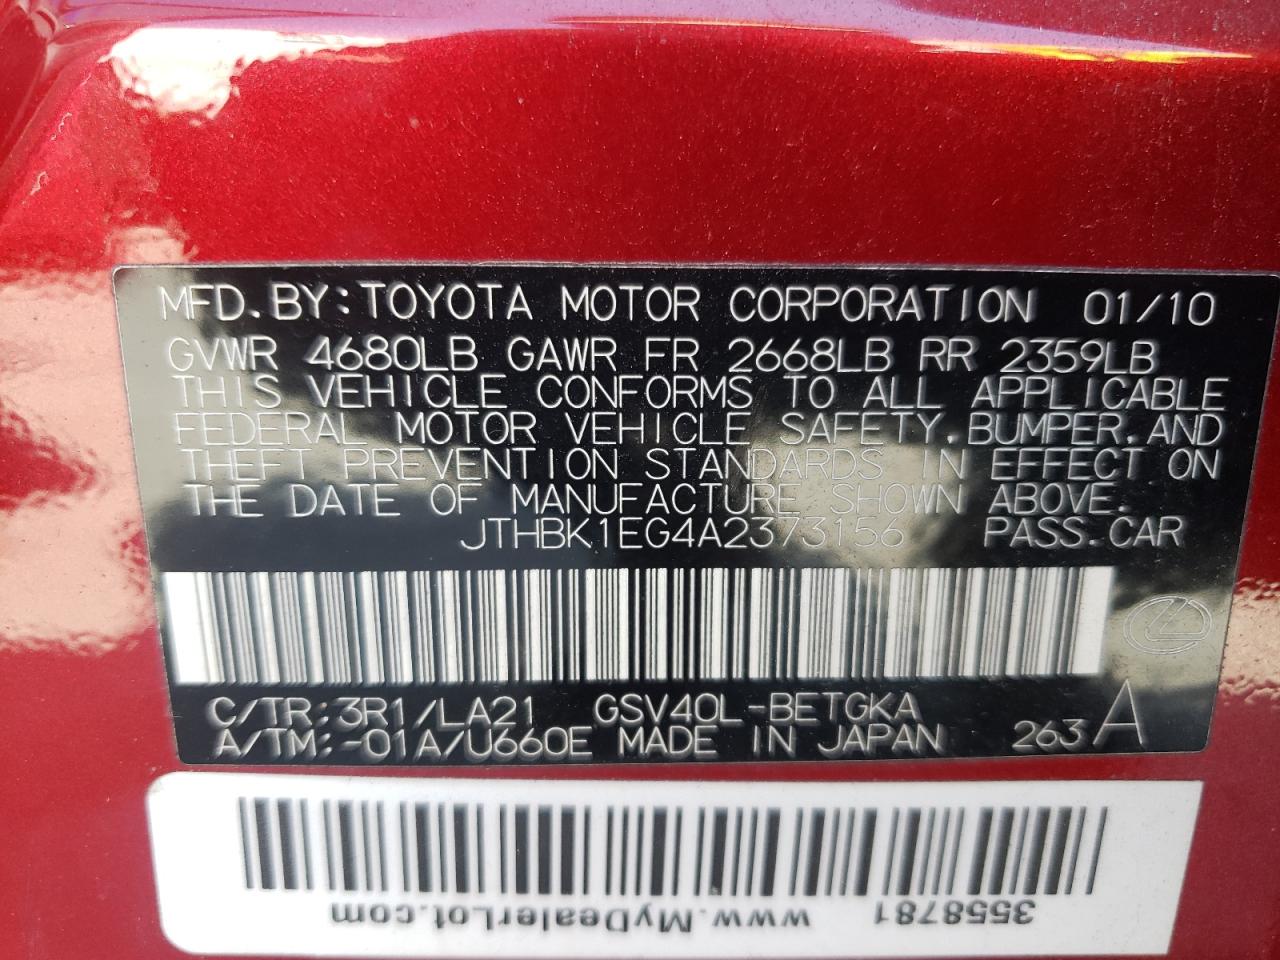 MFD. BY: TOYOTA MOTOR CORPORATION 01/10
GVWR 4680LB GAWR FR 2668LB RR 2359LB
THIS VEHICLE CONFORMS TO ALL APPLICABLE
FEDERAL MOTOR VEHICLE SAFETY, BUMPER, AND
THEFT PREVENTION STANDARDS IN EFFECT ON
THE DATE OF MANUFACTURE SHOWN ABOVE.
JTHBK1EG4A2373156 PASS. CAR
C/TR: 3R1/LA21 GSV40L-BETGKA
A/TM: -01A/U660E MADE IN JAPAN 263 A
3558781 www.MyDealerLot.com